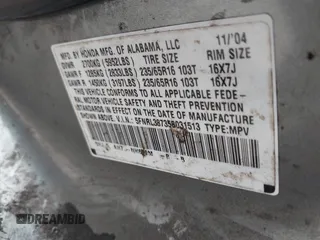 MFD. BY HONDA MFG. OF ALABAMA, LLC 11/'04
GVWR 2700KG (5952LBS) TIRE SIZE RIM SIZE
GAWR F 1285KG (2833LBS) 235/65R16 103T 16X7J
GAWR R 1450KG (3197LBS) 235/65R16 103T 16X7J
THIS VEHICLE CONFORMS TO ALL APPLICABLE FEDE-
RAL MOTOR VEHICLE SAFETY AND THEFT PREVENTION
STANDARDS IN EFFECT ON THE DATE OF MANUFACTURE
SHOWN ABOVE.
V.I.N.: 5FNRL38735B031513 TYPE:MPV
DREAMBID